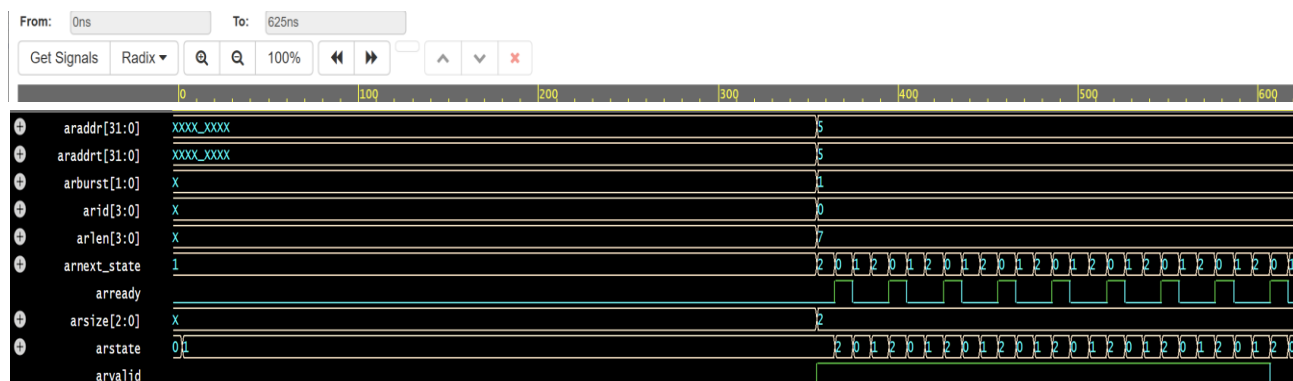 From: 0ns To: 625ns
Get Signals Radix 100%
0 100 200 300 400 500 600
araddr[31:0] XXXX_XXXX 5
araddrt[31:0] XXXX_XXXX 5
arburst[1:0] X 1
arid[3:0] X 0
arlen[3:0] X 7
arnext_state 1 2 0 1 2 0 1 2 0 1 2 0 1 2 0 1 2 0 1 2 0 1 2 0 1 2 0 1
arready
arsize[2:0] X 2
arstate 0 1 2 0 1 2 0 1 2 0 1 2 0 1 2 0 1 2 0 1 2 0 1 2 0 1 2 0
arvalid